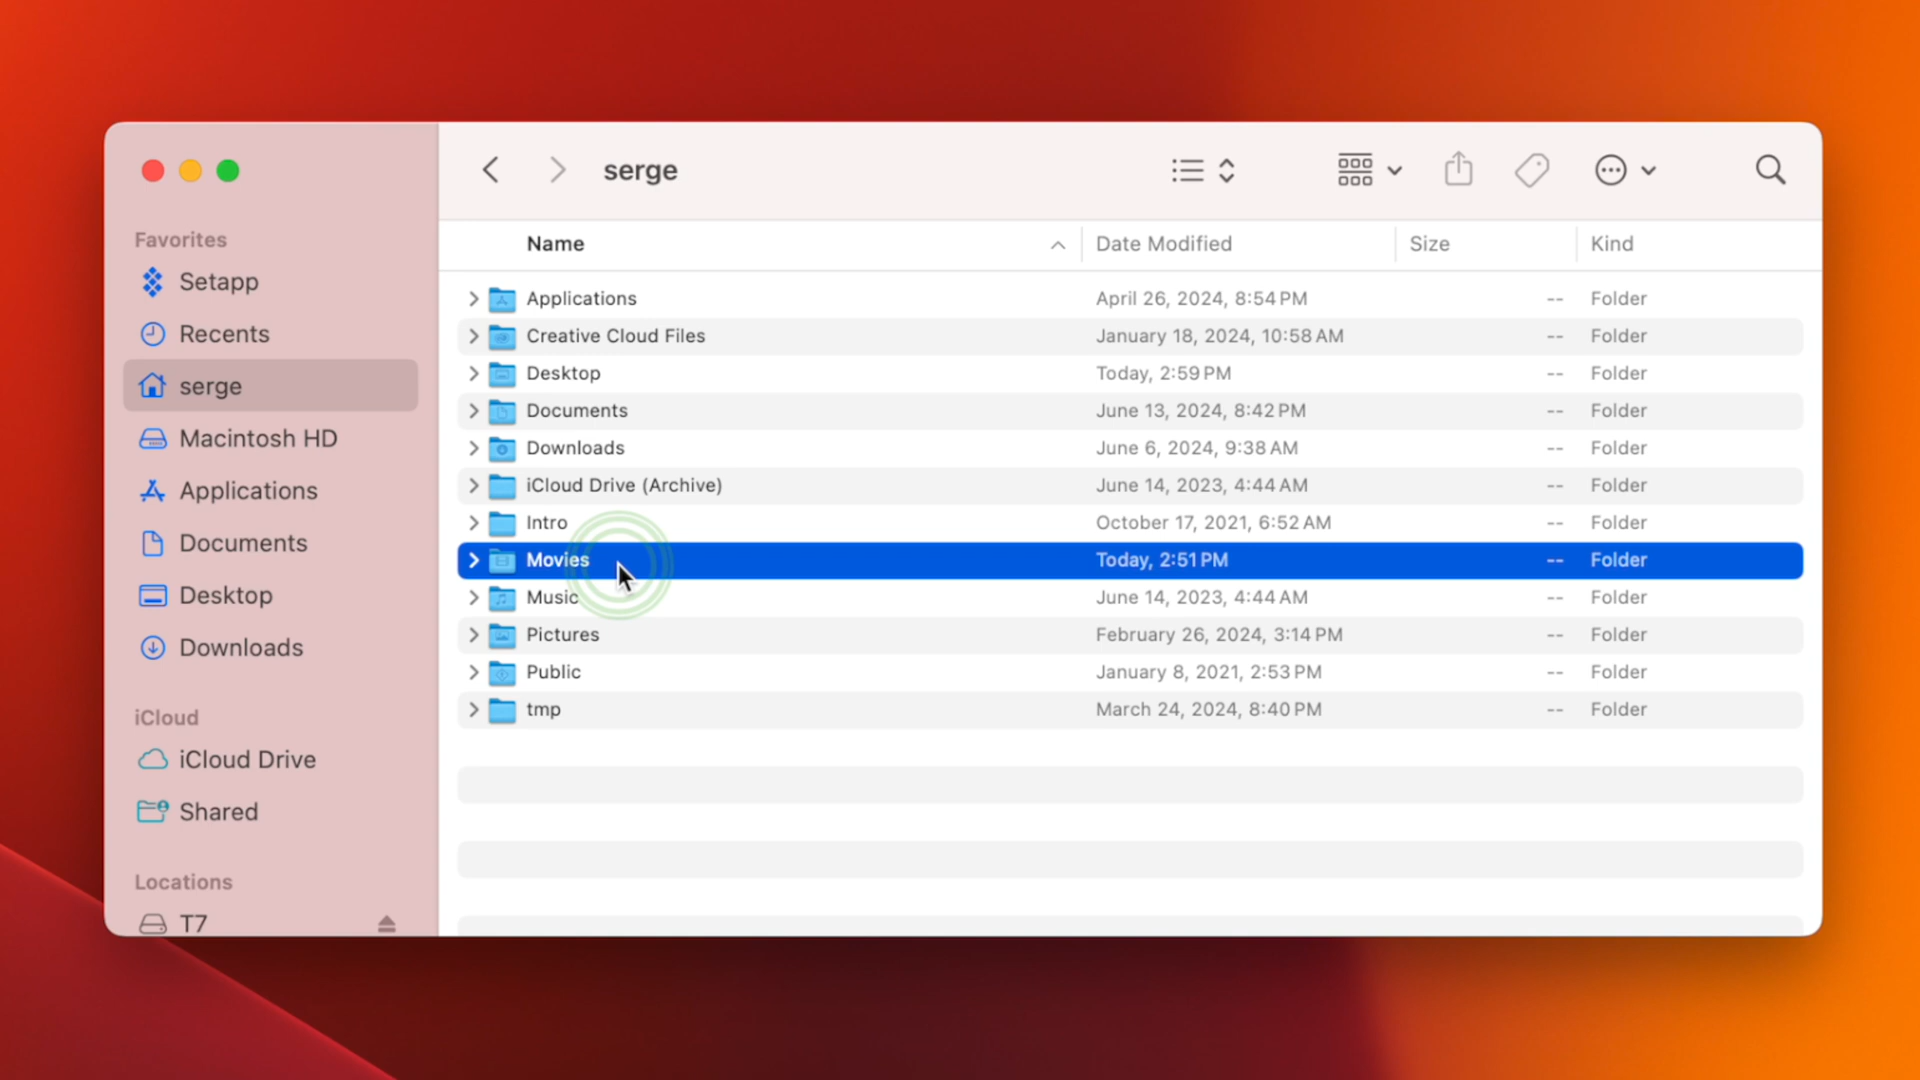 serge
Favorites
Setapp
Recents
serge
Macintosh HD
Applications
Documents
Desktop
Downloads
iCloud
iCloud Drive
Shared
Locations
T7
Name Date Modified Size Kind
Applications April 26, 2024, 8:54 PM -- Folder
Creative Cloud Files January 18, 2024, 10:58 AM -- Folder
Desktop Today, 2:59 PM -- Folder
Documents June 13, 2024, 8:42 PM -- Folder
Downloads June 6, 2024, 9:38 AM -- Folder
iCloud Drive (Archive) June 14, 2023, 4:44 AM -- Folder
Intro October 17, 2021, 6:52 AM -- Folder
Movies Today, 2:51 PM -- Folder
Music June 14, 2023, 4:44 AM -- Folder
Pictures February 26, 2024, 3:14 PM -- Folder
Public January 8, 2021, 2:53 PM -- Folder
tmp March 24, 2024, 8:40 PM -- Folder